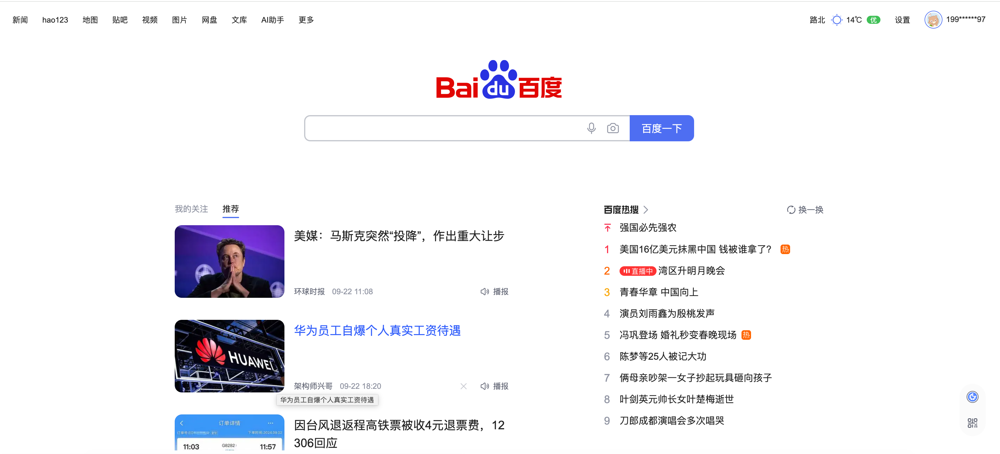 新闻 hao123 地图 贴吧 视频 图片 网盘 文库 AI助手 更多
路北 14℃ 优 设置 199******97
Bai du 百度
百度一下
我的关注 推荐
美媒：马斯克突然“投降”，作出重大让步
环球时报 09-22 11:08 播报
HUAWEI
华为员工自爆个人真实工资待遇
架构师兴哥 09-22 18:20 播报
华为员工自爆个人真实工资待遇
订单详情
订单号:EG 复制 下单时间:2024.09.02
11:03 G8282 11:57
因台风退返程高铁票被收4元退票费，12
306回应
百度热搜 换一换
强国必先强农
1 美国16亿美元抹黑中国 钱被谁拿了? 热
2 直播中 湾区升明月晚会
3 青春华章 中国向上
4 演员刘雨鑫为殷桃发声
5 冯巩登场 婚礼秒变春晚现场 热
6 陈梦等25人被记大功
7 俩母亲吵架一女子抄起玩具砸向孩子
8 叶剑英元帅长女叶楚梅逝世
9 刀郎成都演唱会多次唱哭